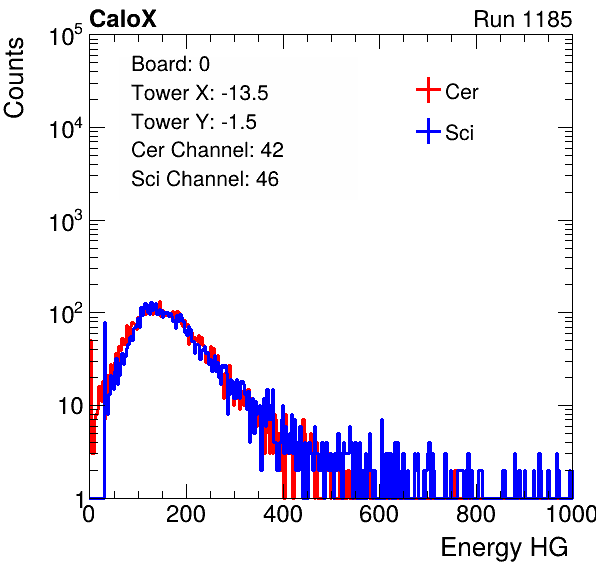 CaloX Run 1185
Counts
Board: 0
Tower X: -13.5
Tower Y: -1.5
Cer Channel: 42
Sci Channel: 46
Cer
Sci
10^5
10^4
10^3
10^2
10
1
0 200 400 600 800 1000
Energy HG